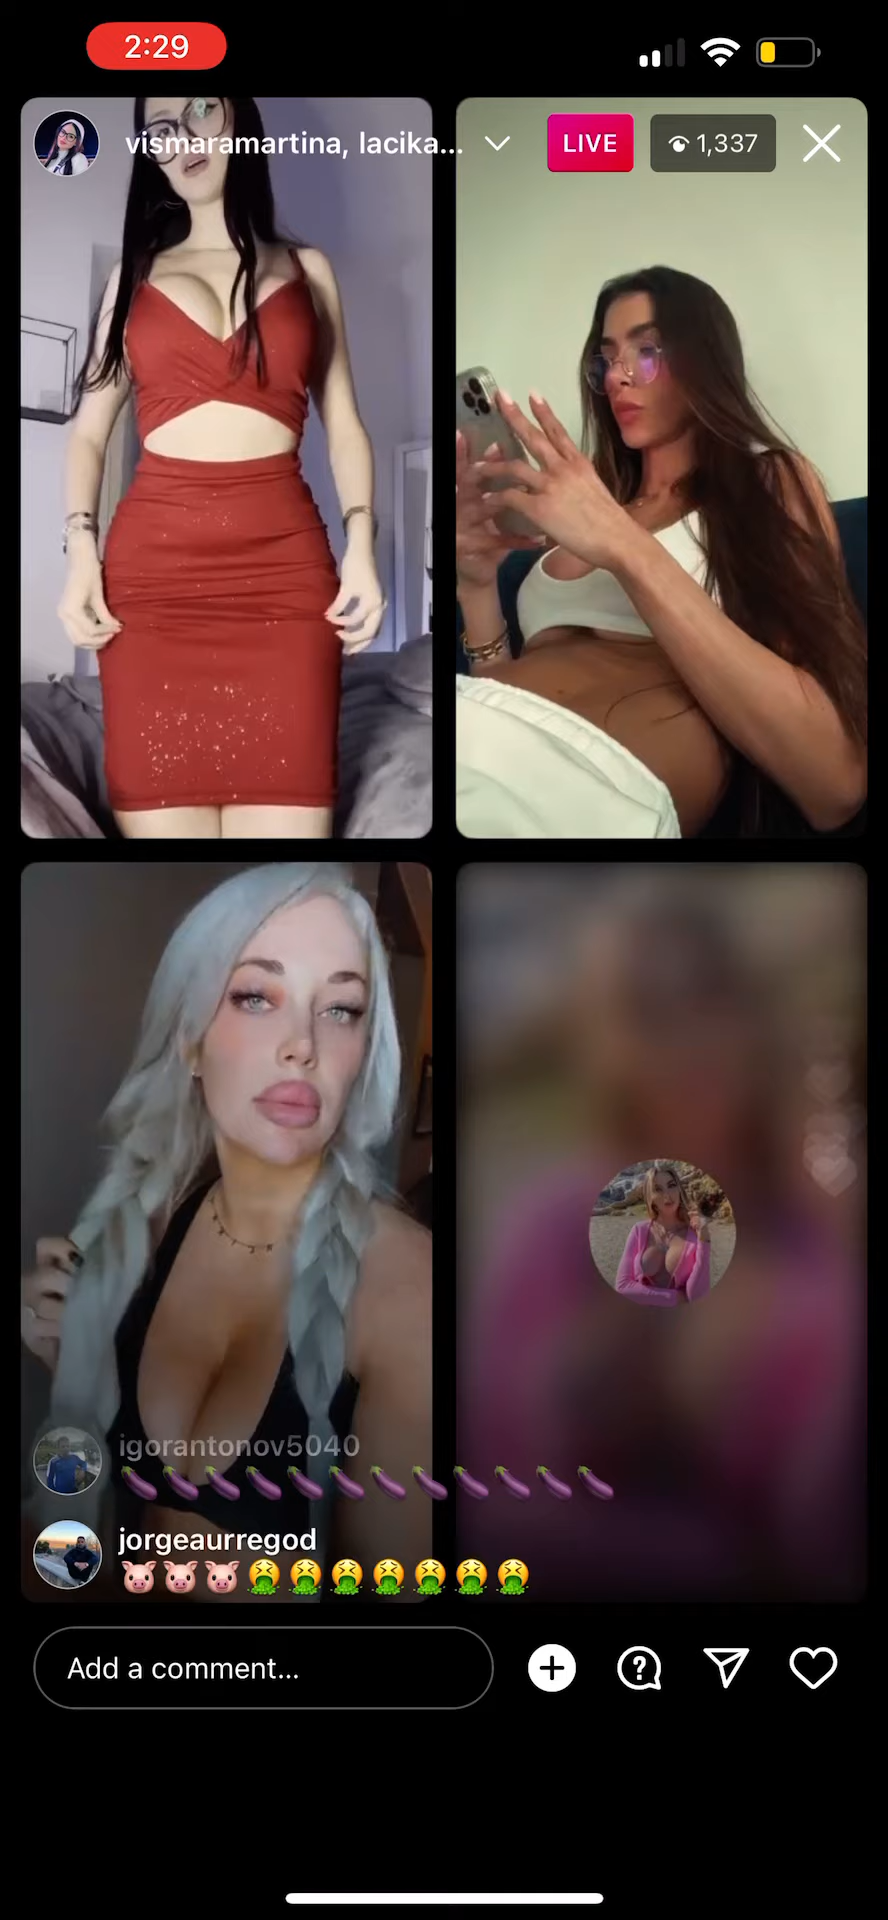 2:29
vismaramartina, lacika...
LIVE
1,337
igorantonov5040
🍆🍆🍆🍆🍆🍆🍆🍆🍆🍆🍆🍆
jorgeaurregod
🐷🐷🐷🤮🤮🤮🤮🤮🤮🤮
Add a comment...